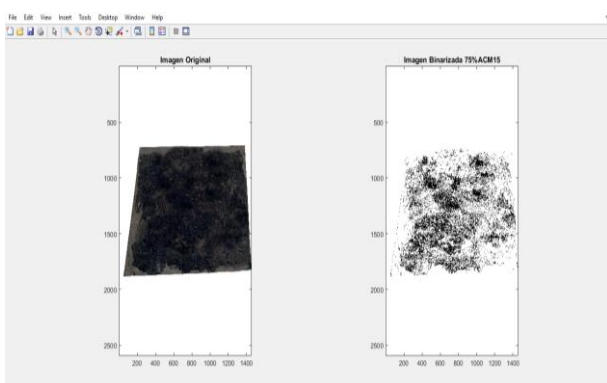 File Edit View Insert Tools Desktop Window Help
Imagen Original
500
1000
1500
2000
2500
200 400 600 800 1000 1200 1400
Imagen Binarizada 75%ACM15
500
1000
1500
2000
2500
200 400 600 800 1000 1200 1400